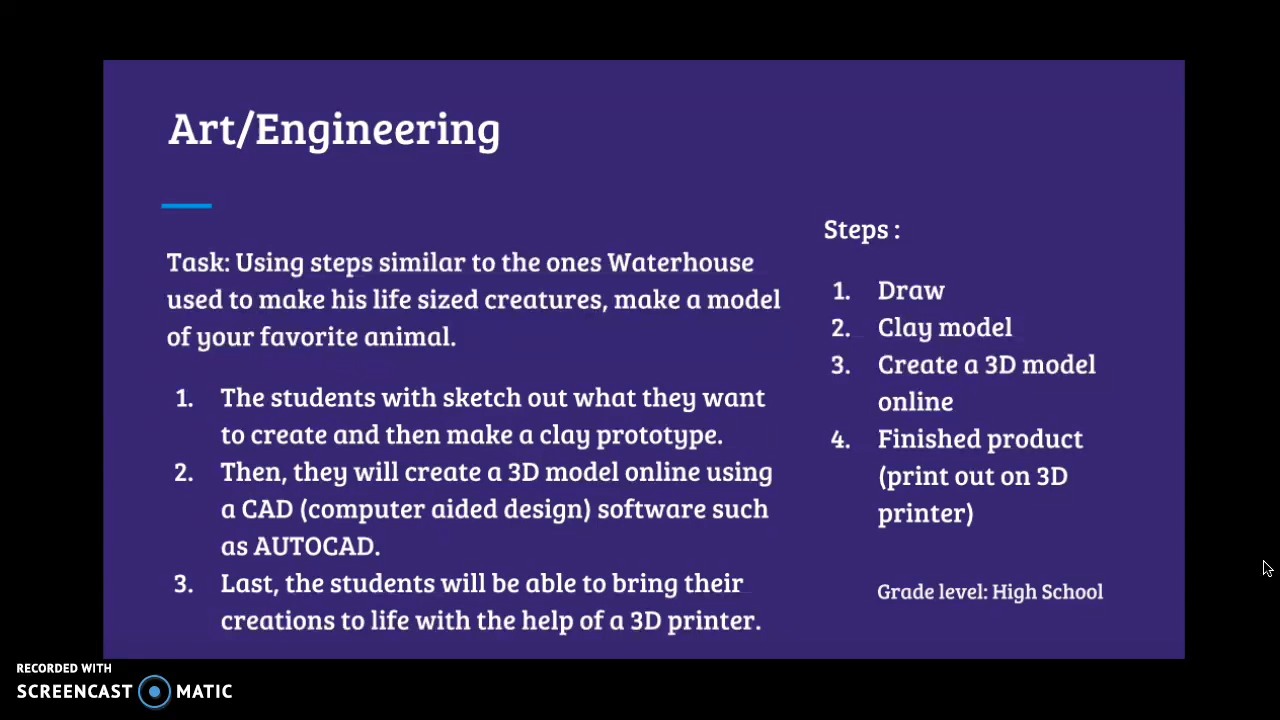 Art/Engineering
Task: Using steps similar to the ones Waterhouse
used to make his life sized creatures, make a model
of your favorite animal.
1. The students with sketch out what they want
to create and then make a clay prototype.
2. Then, they will create a 3D model online using
a CAD (computer aided design) software such
as AUTOCAD.
3. Last, the students will be able to bring their
creations to life with the help of a 3D printer.
Steps :
1. Draw
2. Clay model
3. Create a 3D model
online
4. Finished product
(print out on 3D
printer)
Grade level: High School
RECORDED WITH
SCREENCAST MATIC